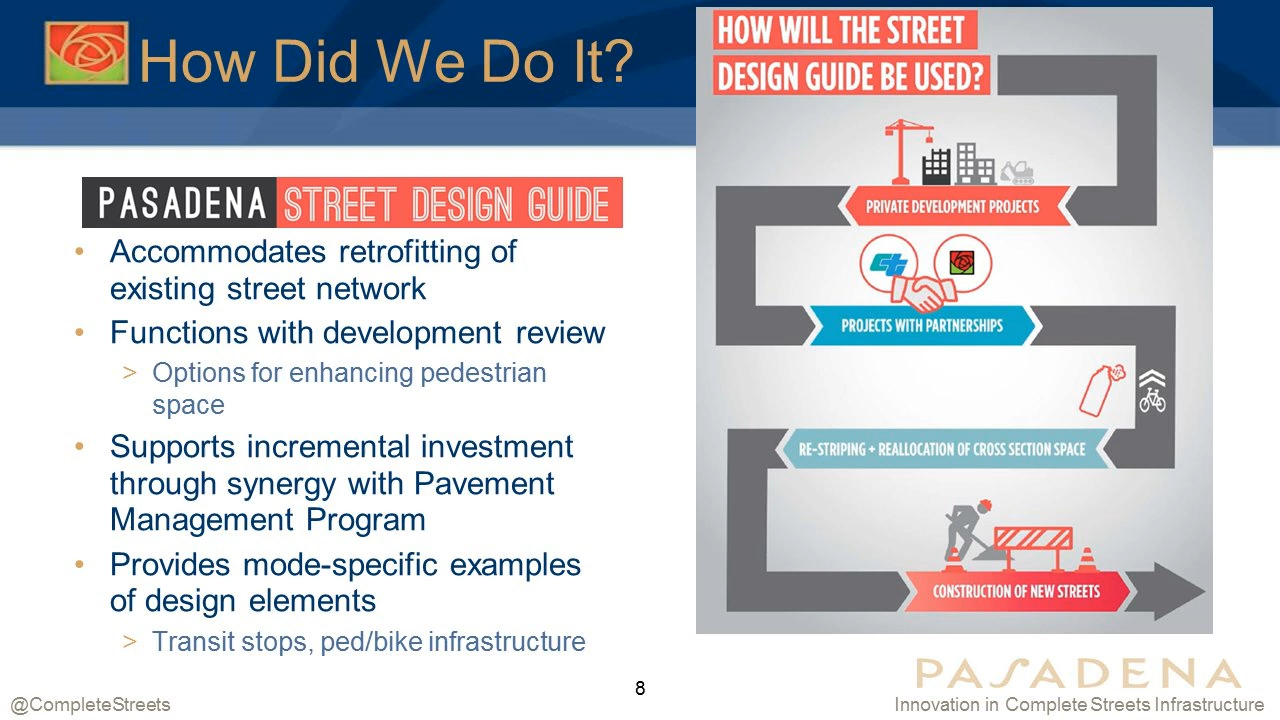 How Did We Do It?
PASADENA STREET DESIGN GUIDE
• Accommodates retrofitting of
existing street network
• Functions with development review
> Options for enhancing pedestrian
space
• Supports incremental investment
through synergy with Pavement
Management Program
• Provides mode-specific examples
of design elements
> Transit stops, ped/bike infrastructure
HOW WILL THE STREET
DESIGN GUIDE BE USED?
PRIVATE DEVELOPMENT PROJECTS
ct
PROJECTS WITH PARTNERSHIPS
RE-STRIPING + REALLOCATION OF CROSS SECTION SPACE
CONSTRUCTION OF NEW STREETS
PASADENA
@CompleteStreets
8
Innovation in Complete Streets Infrastructure